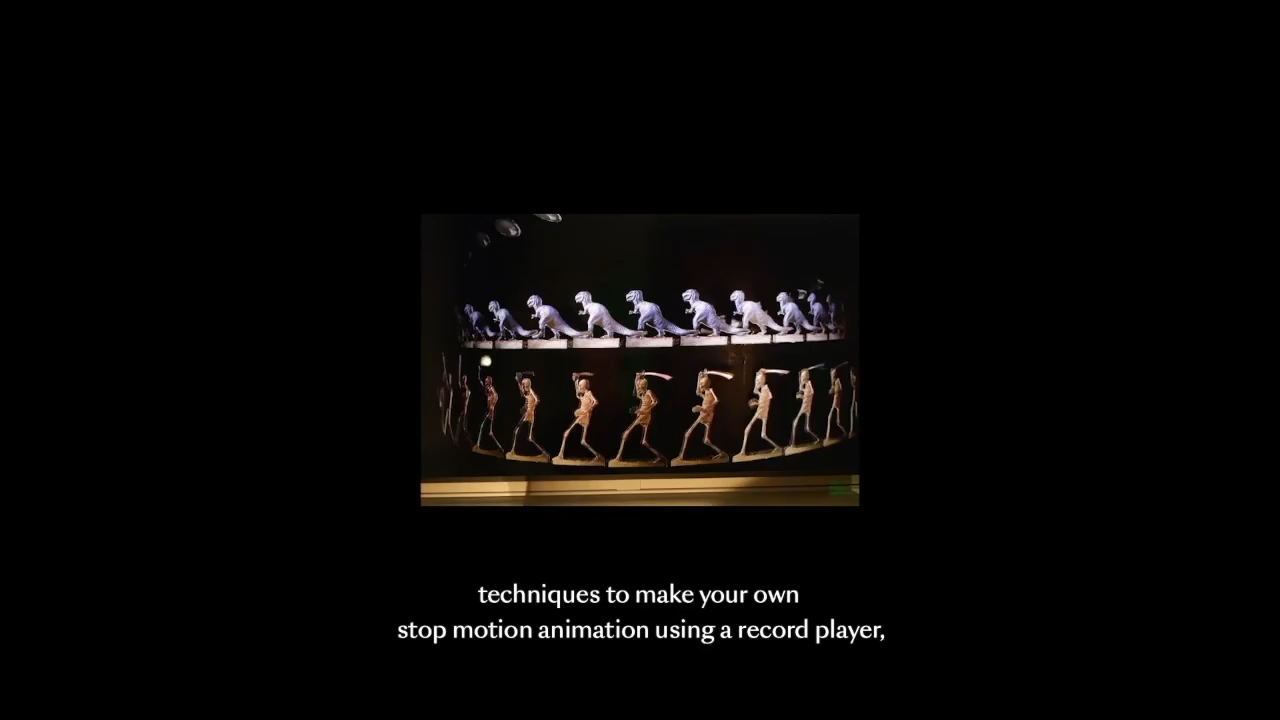 techniques to make your own
stop motion animation using a record player,